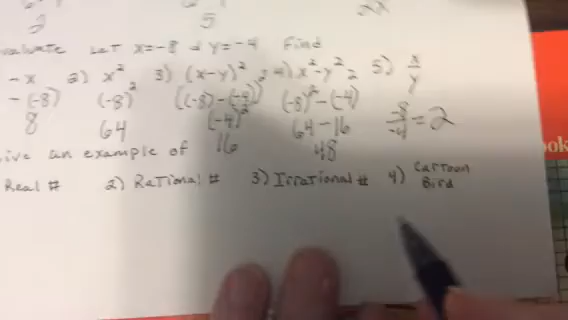 valuate Let x=-8 & y=-4 Find
-x 2) x² 3) (x-y)² 4) x²-y² 5) x/y
-(-8) (-8)² ((-8)-(-4))² (-8)²-(-4)² -8/-4 = 2
8 64 (-4)² 64-16
16 48
ive an example of
Real # 2) Rational # 3) Irrational # 4) Cartoon Bird